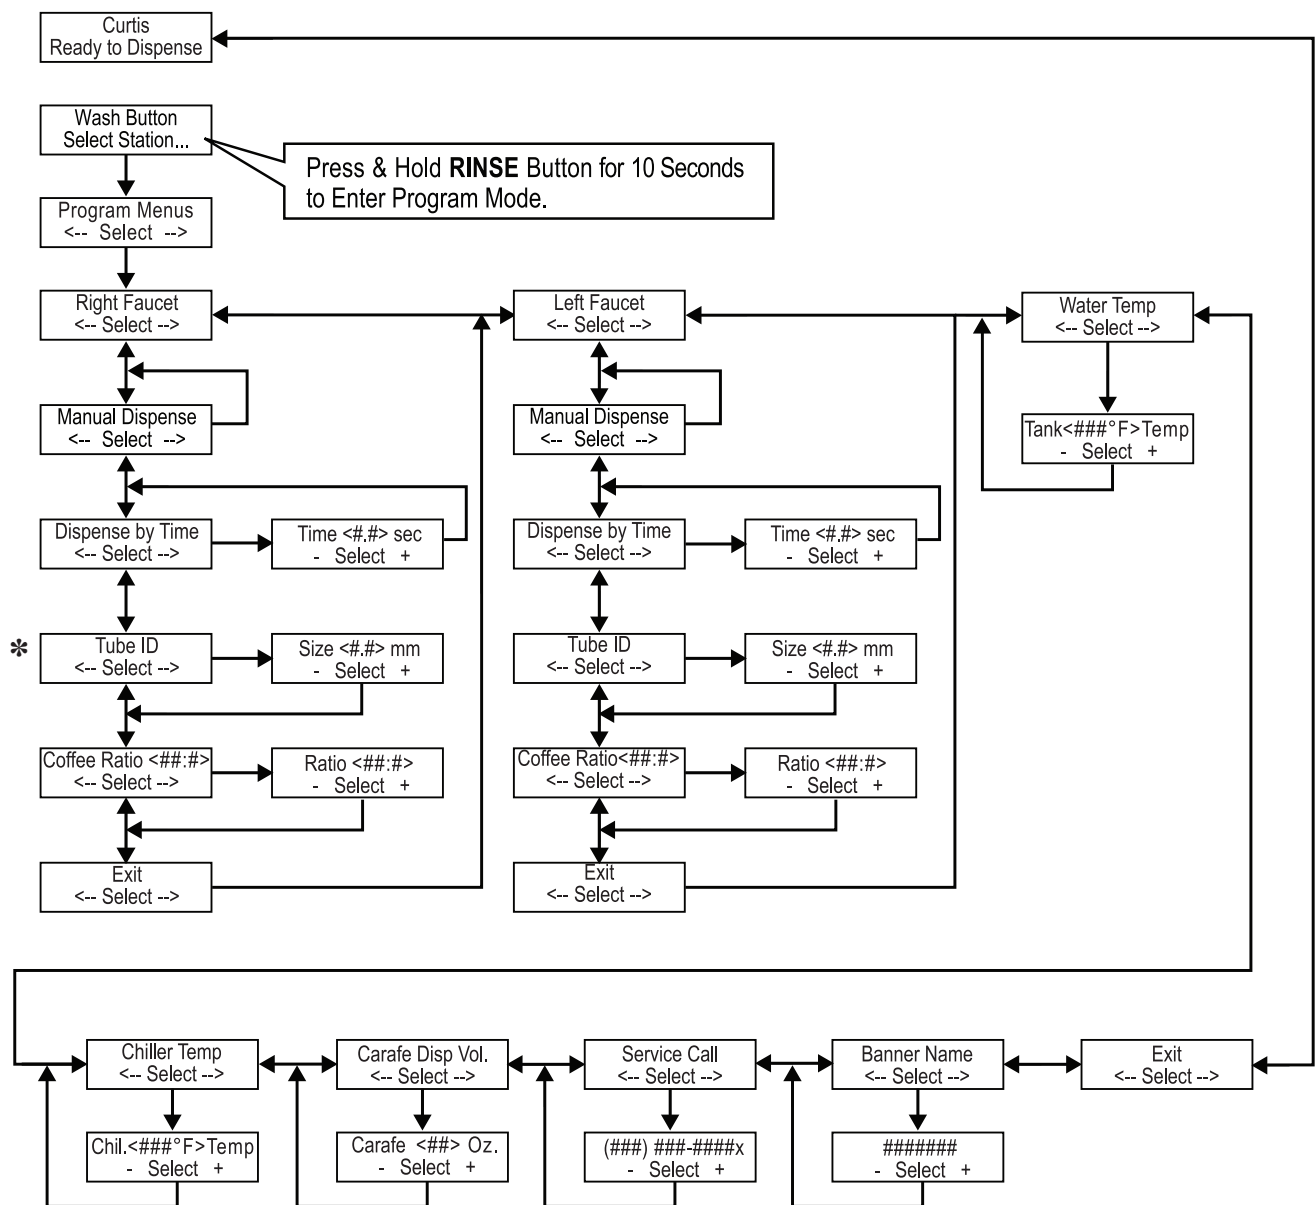 Curtis
Ready to Dispense
Wash Button
Select Station...
Press & Hold RINSE Button for 10 Seconds
to Enter Program Mode.
Program Menus
<-- Select -->
Right Faucet
<-- Select -->
Left Faucet
<-- Select -->
Water Temp
<-- Select -->
Manual Dispense
<-- Select -->
Manual Dispense
<-- Select -->
Tank<###°F>Temp
- Select +
Dispense by Time
<-- Select -->
Time <#.#> sec
- Select +
Dispense by Time
<-- Select -->
Time <#.#> sec
- Select +
*
Tube ID
<-- Select -->
Size <#.#> mm
- Select +
Tube ID
<-- Select -->
Size <#.#> mm
- Select +
Coffee Ratio <##:#>
<-- Select -->
Ratio <##:#>
- Select +
Coffee Ratio<##:#>
<-- Select -->
Ratio <##:#>
- Select +
Exit
<-- Select -->
Exit
<-- Select -->
Chiller Temp
<-- Select -->
Carafe Disp Vol.
<-- Select -->
Service Call
<-- Select -->
Banner Name
<-- Select -->
Exit
<-- Select -->
Chil.<###°F>Temp
- Select +
Carafe <##> Oz.
- Select +
(###) ###-####x
- Select +
#######
- Select +